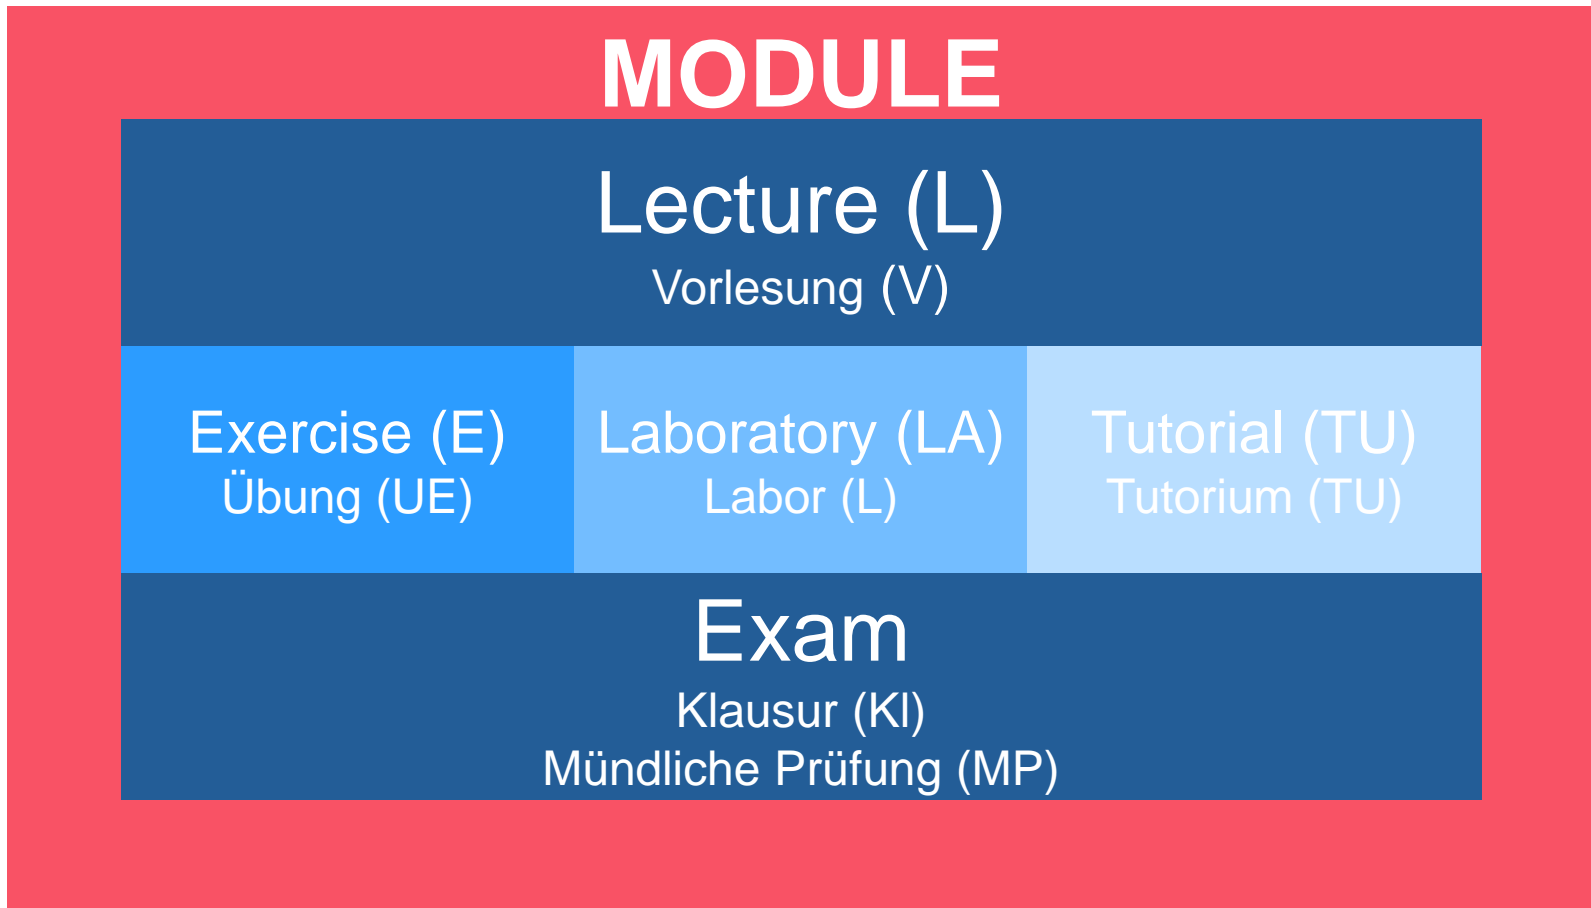 MODULE
Lecture (L)
Vorlesung (V)
Exercise (E)
Übung (UE)
Laboratory (LA)
Labor (L)
Tutorial (TU)
Tutorium (TU)
Exam
Klausur (Kl)
Mündliche Prüfung (MP)